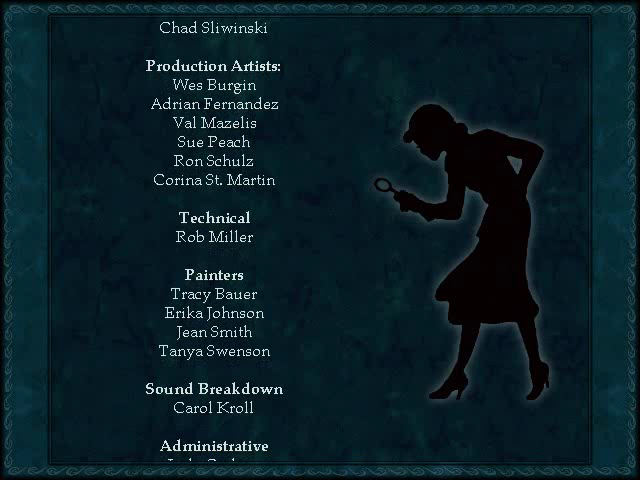 Chad Sliwinski
Production Artists:
Wes Burgin
Adrian Fernandez
Val Mazelis
Sue Peach
Ron Schulz
Corina St. Martin
Technical
Rob Miller
Painters
Tracy Bauer
Erika Johnson
Jean Smith
Tanya Swenson
Sound Breakdown
Carol Kroll
Administrative